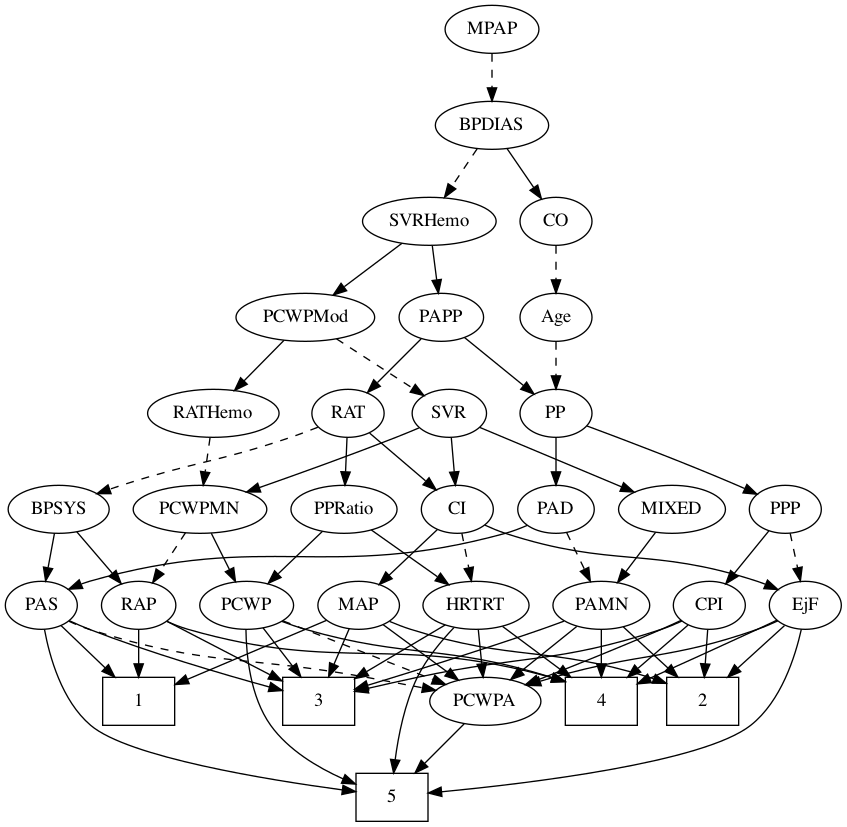 MPAP
BPDIAS
SVRHemo
CO
PCWPMod
PAPP
Age
RATHemo
RAT
SVR
PP
BPSYS
PCWPMN
PPRatio
CI
PAD
MIXED
PPP
PAS
RAP
PCWP
MAP
HRTRT
PAMN
CPI
EjF
1
3
PCWPA
4
2
5